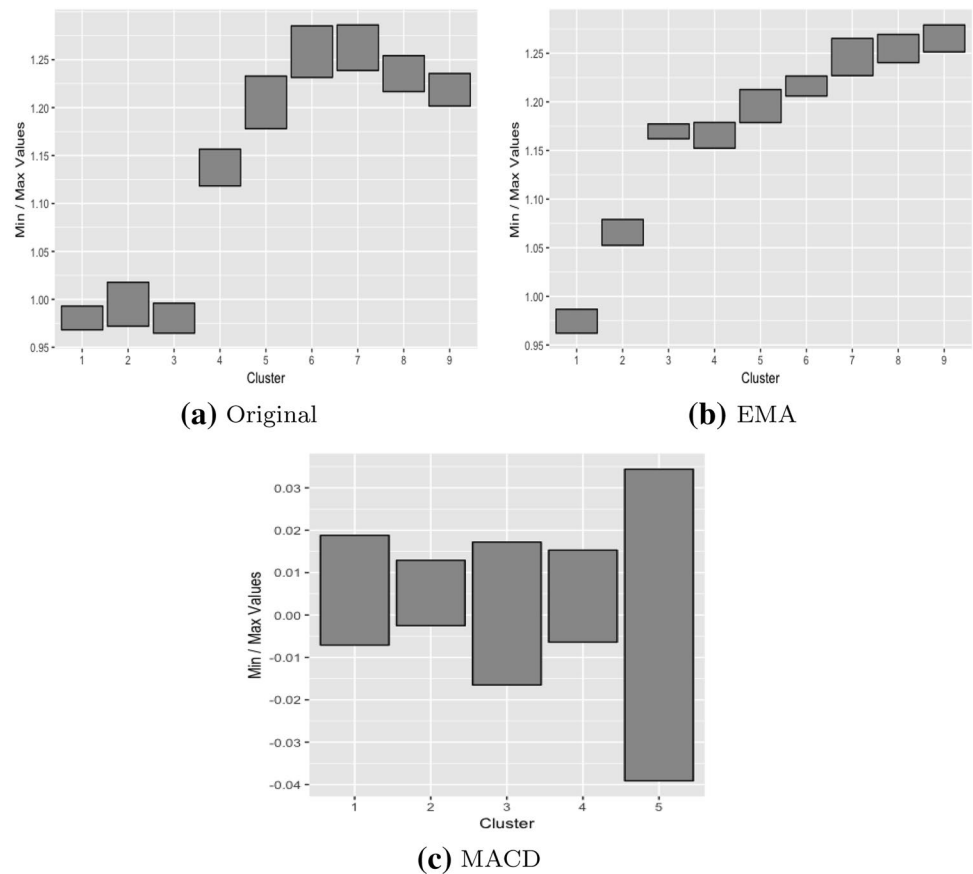 Min / Max Values
1.25
1.20
1.15
1.10
1.05
1.00
0.95
1 2 3 4 5 6 7 8 9
Cluster
(a) Original
Min / Max Values
1.25
1.20
1.15
1.10
1.05
1.00
0.95
1 2 3 4 5 6 7 8 9
Cluster
(b) EMA
Min / Max Values
0.03
0.02
0.01
0.00
-0.01
-0.02
-0.03
-0.04
1 2 3 4 5
Cluster
(c) MACD